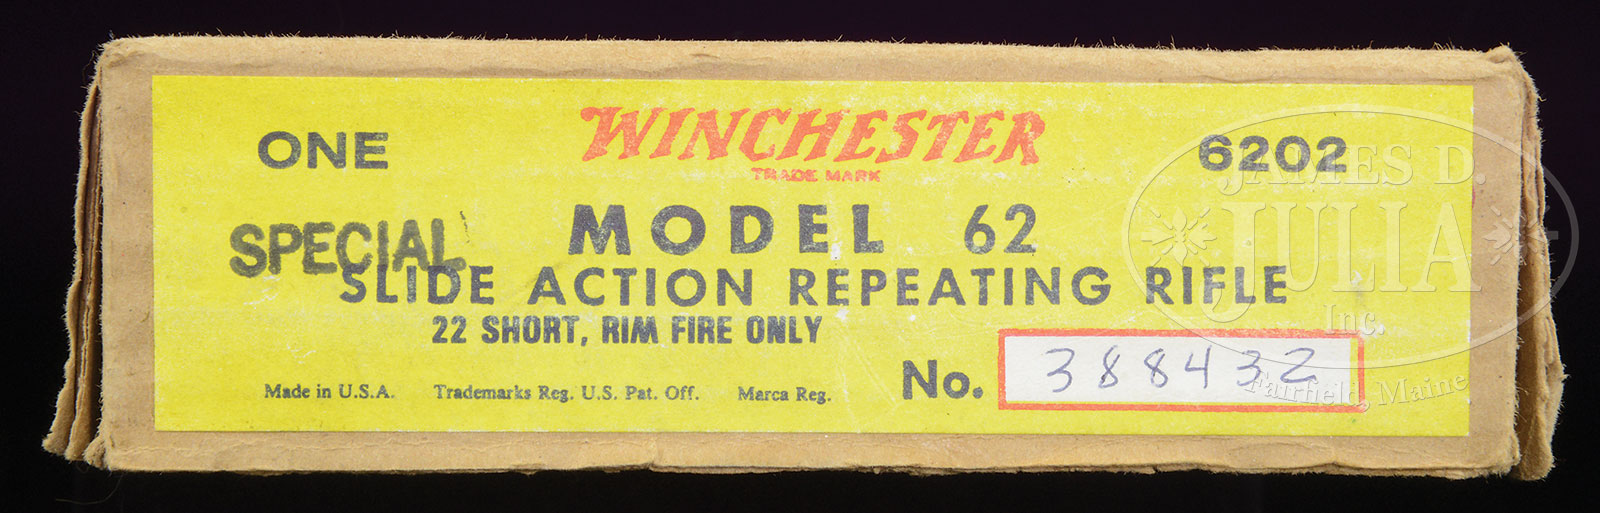 ONE WINCHESTER 6202
TRADE MARK
SPECIAL MODEL 62
SLIDE ACTION REPEATING RIFLE
22 SHORT, RIM FIRE ONLY
No. 388432
Made in U.S.A. Trademarks Reg. U.S. Pat. Off. Marca Reg.
JAMES D.
JULIA
Inc.
Fairfield, Maine